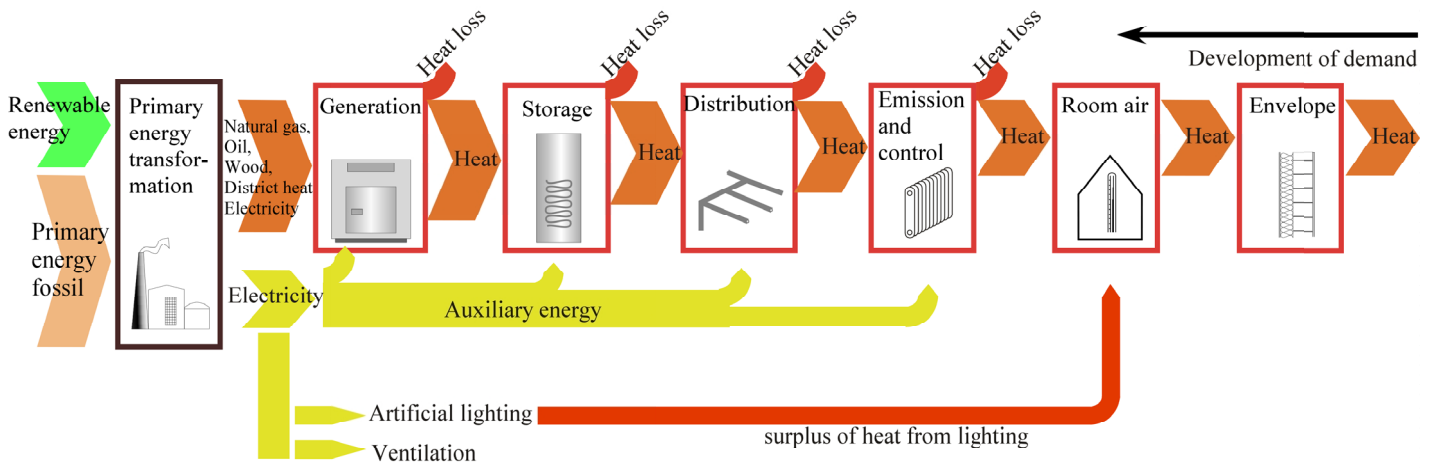 Heat loss
Heat loss
Heat loss
Heat loss
Development of demand
Renewable
energy
Primary
energy
fossil
Primary
energy
transfor-
mation
Natural gas,
Oil,
Wood,
District heat
Electricity
Generation
Heat
Storage
Heat
Distribution
Heat
Emission
and
control
Heat
Room air
Heat
Envelope
Heat
Electricity
Auxiliary energy
Artificial lighting
surplus of heat from lighting
Ventilation